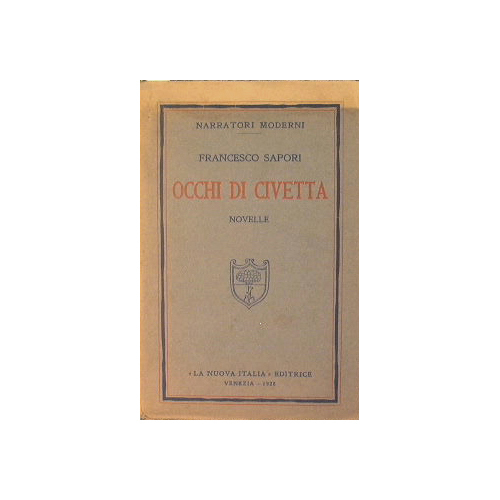 NARRATORI MODERNI
FRANCESCO SAPORI
OCCHI DI CIVETTA
NOVELLE
«LA NUOVA ITALIA» EDITRICE
VENEZIA -